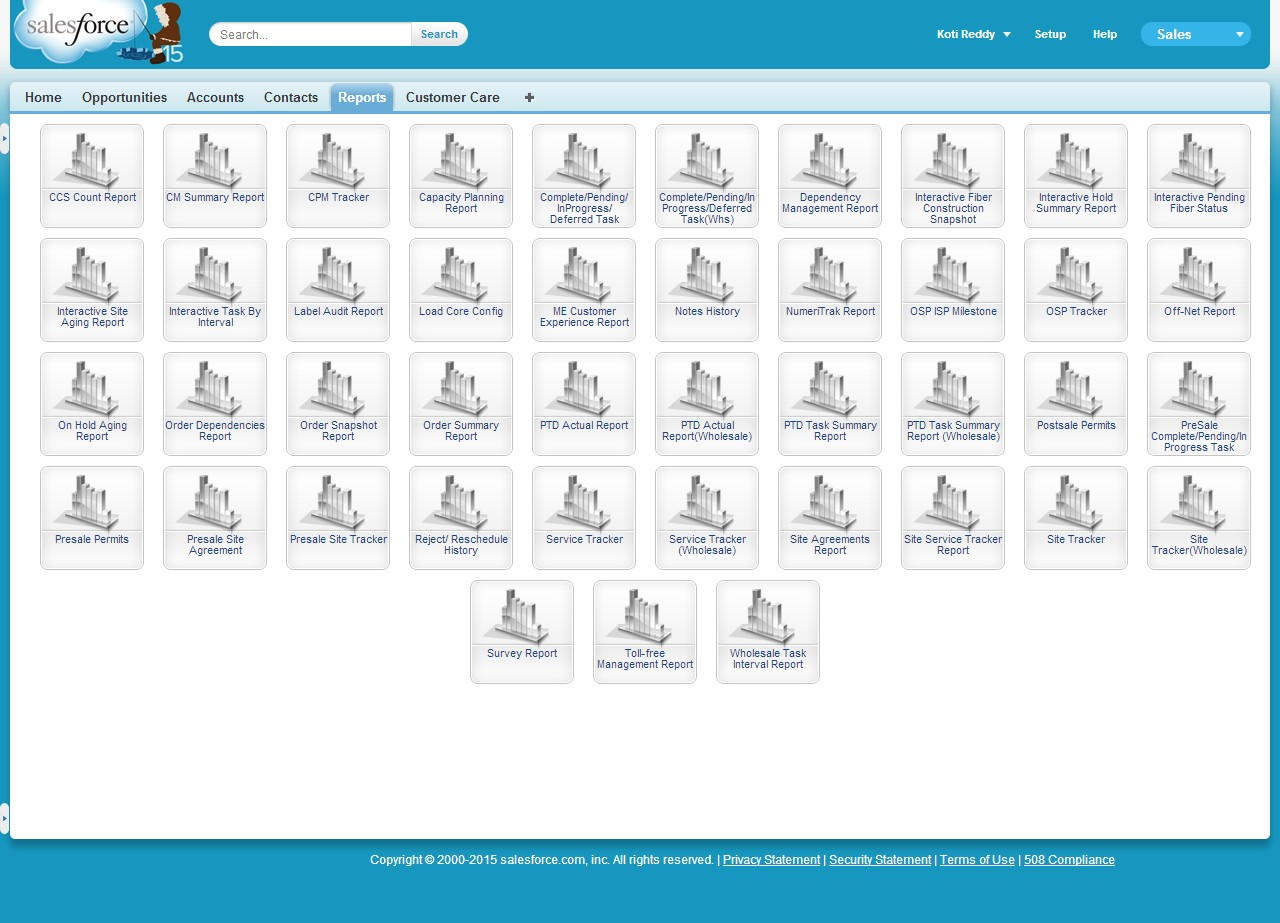 salesforce
15
Search...
Search
Koti Reddy
Setup
Help
Sales
Home
Opportunities
Accounts
Contacts
Reports
Customer Care
CCS Count Report
CM Summary Report
CPM Tracker
Capacity Planning
Report
Complete/Pending/
InProgress/
Deferred Task
Complete/Pending/In
Progress/Deferred
Task(Whs)
Dependency
Management Report
Interactive Fiber
Construction
Snapshot
Interactive Hold
Summary Report
Interactive Pending
Fiber Status
Interactive Site
Aging Report
Interactive Task By
Interval
Label Audit Report
Load Core Config
ME Customer
Experience Report
Notes History
NumeriTrak Report
OSP ISP Milestone
OSP Tracker
Off-Net Report
On Hold Aging
Report
Order Dependencies
Report
Order Snapshot
Report
Order Summary
Report
PTD Actual Report
PTD Actual
Report(Wholesale)
PTD Task Summary
Report
PTD Task Summary
Report (Wholesale)
Postsale Permits
PreSale
Complete/Pending/In
Progress Task
Presale Permits
Presale Site
Agreement
Presale Site Tracker
Reject/ Reschedule
History
Service Tracker
Service Tracker
(Wholesale)
Site Agreements
Report
Site Service Tracker
Report
Site Tracker
Site
Tracker(Wholesale)
Survey Report
Toll-free
Management Report
Wholesale Task
Interval Report
Copyright © 2000-2015 salesforce.com, inc. All rights reserved. | Privacy Statement | Security Statement | Terms of Use | 508 Compliance